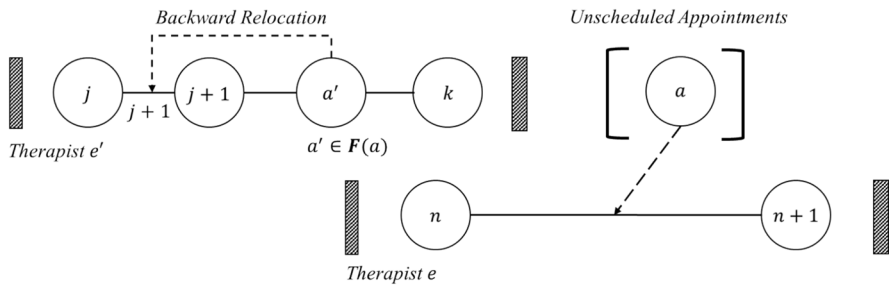 Backward Relocation
Unscheduled Appointments
j
j + 1
a′
k
a
j + 1
Therapist e′
a′ ∈ F(a)
n
n + 1
Therapist e